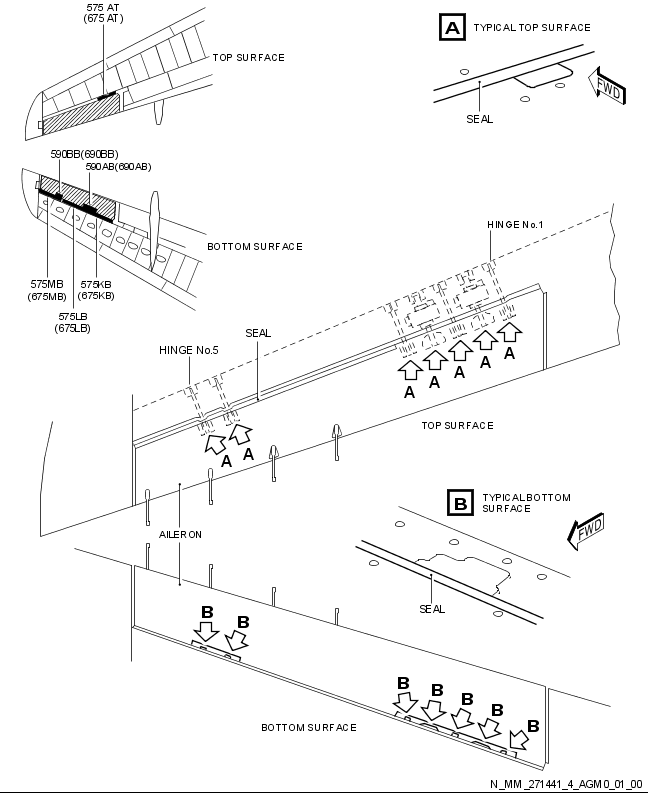 575 AT
(675 AT)
TOP SURFACE
A
TYPICAL TOP SURFACE
FWD
SEAL
590BB(690BB)
590AB(690AB)
BOTTOM SURFACE
575MB
(675MB)
575KB
(675KB)
575LB
(675LB)
HINGE No.1
SEAL
HINGE No.5
A
A
A
A
A
A
A
TOP SURFACE
B
TYPICAL BOTTOM
SURFACE
FWD
AILERON
SEAL
B
B
B
B
B
B
B
BOTTOM SURFACE
N_MM_271441_4_AGM0_01_00